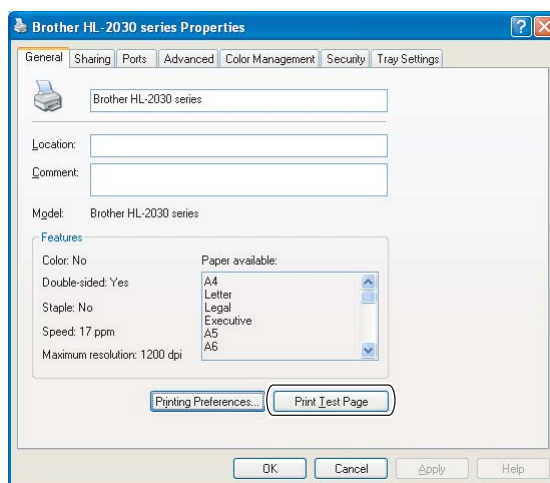 Brother HL-2030 series Properties
General Sharing Ports Advanced Color Management Security Tray Settings
Brother HL-2030 series
Location:
Comment:
Model: Brother HL-2030 series
Features
Color: No
Paper available:
Double-sided: Yes
A4
Letter
Staple: No
Legal
Executive
Speed: 17 ppm
A5
A6
Maximum resolution: 1200 dpi
Printing Preferences... Print Test Page
OK Cancel Apply Help